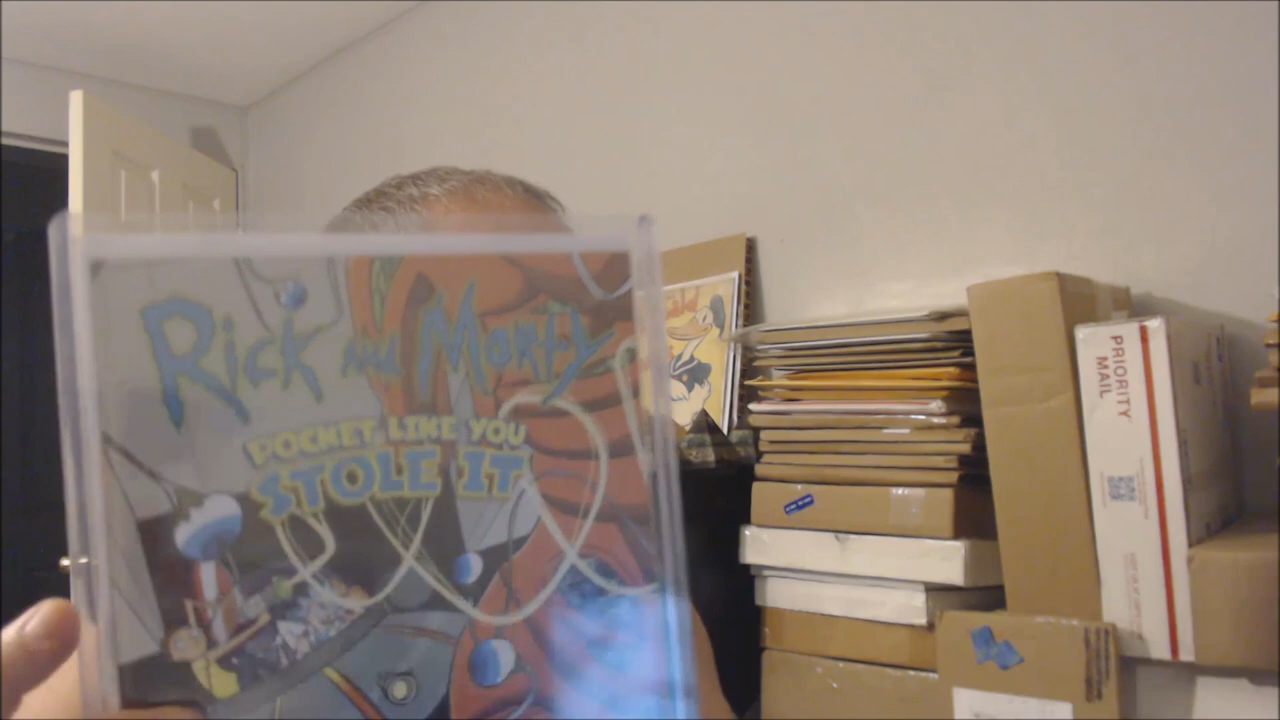 Rick and Morty
POCKET LIKE YOU
STOLE IT
PRIORITY
MAIL